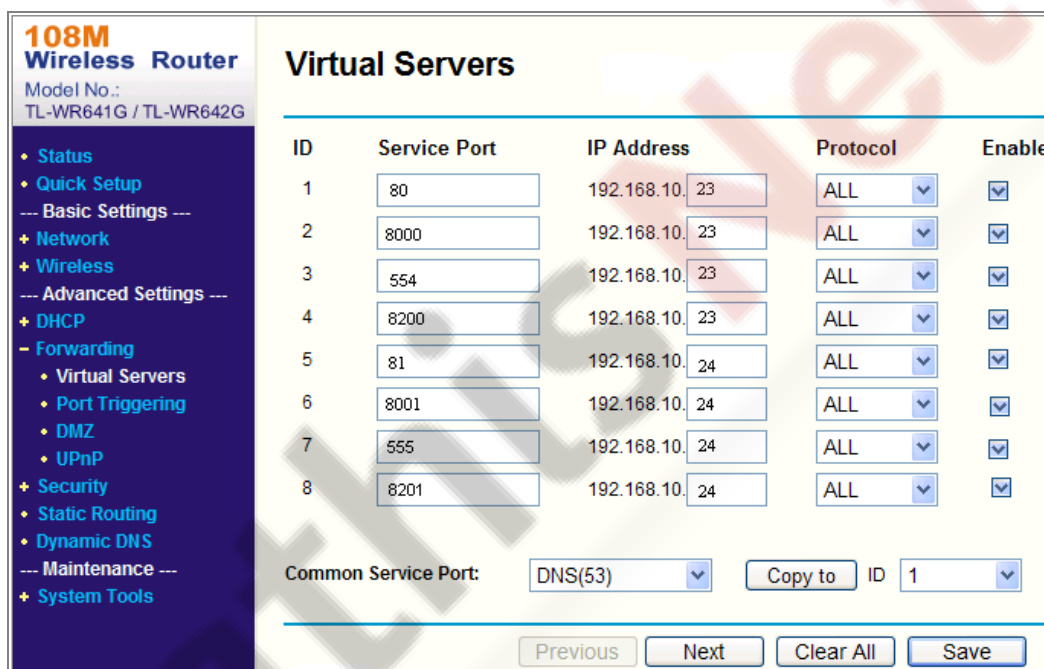 108M
Wireless Router
Model No.:
TL-WR641G / TL-WR642G
Status
Quick Setup
--- Basic Settings ---
+ Network
+ Wireless
--- Advanced Settings ---
+ DHCP
− Forwarding
Virtual Servers
Port Triggering
DMZ
UPnP
+ Security
Static Routing
Dynamic DNS
--- Maintenance ---
+ System Tools
Virtual Servers
ID Service Port IP Address Protocol Enable
1 80 192.168.10. 23 ALL
2 8000 192.168.10. 23 ALL
3 554 192.168.10. 23 ALL
4 8200 192.168.10. 23 ALL
5 81 192.168.10. 24 ALL
6 8001 192.168.10. 24 ALL
7 555 192.168.10. 24 ALL
8 8201 192.168.10. 24 ALL
Common Service Port: DNS(53) Copy to ID 1
Previous Next Clear All Save